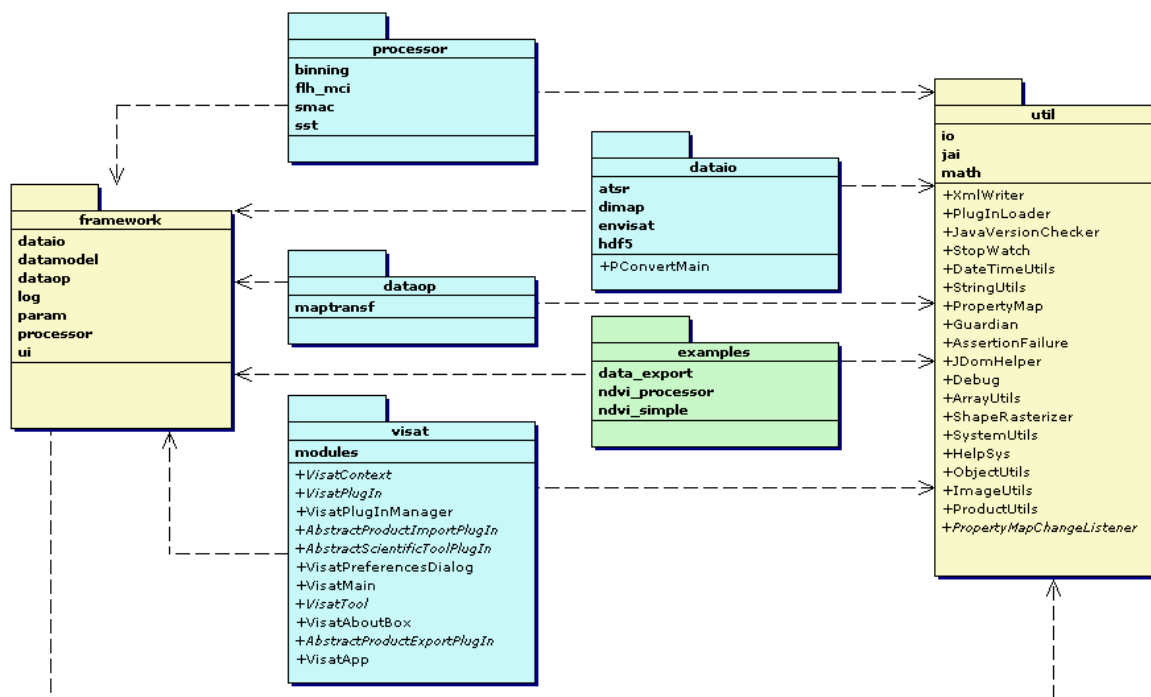 processor
binning
flh_mci
smac
sst
util
io
jai
math
+XmlWriter
+PlugInLoader
+JavaVersionChecker
+StopWatch
+DateTimeUtils
+StringUtils
+PropertyMap
+Guardian
+AssertionFailure
+JDomHelper
+Debug
+ArrayUtils
+ShapeRasterizer
+SystemUtils
+HelpSys
+ObjectUtils
+ImageUtils
+ProductUtils
+PropertyMapChangeListener
dataio
atsr
dimap
envisat
hdf5
+PConvertMain
framework
dataio
datamodel
dataop
log
param
processor
ui
dataop
maptransf
examples
data_export
ndvi_processor
ndvi_simple
visat
modules
+VisatContext
+VisatPlugIn
+VisatPlugInManager
+AbstractProductImportPlugIn
+AbstractScientificToolPlugIn
+VisatPreferencesDialog
+VisatMain
+VisatTool
+VisatAboutBox
+AbstractProductExportPlugIn
+VisatApp